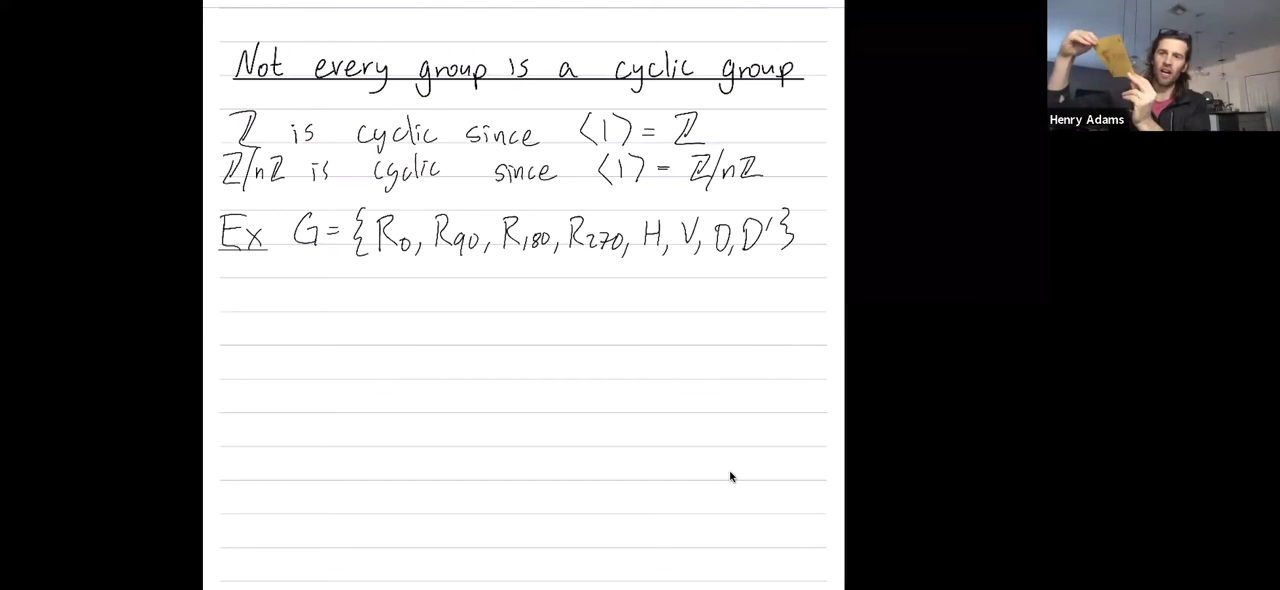 Not every group is a cyclic group
ℤ is cyclic since ⟨1⟩ = ℤ
ℤ/nℤ is cyclic since ⟨1⟩ = ℤ/nℤ
Ex G = {R₀, R₉₀, R₁₈₀, R₂₇₀, H, V, D, D'}
Henry Adams